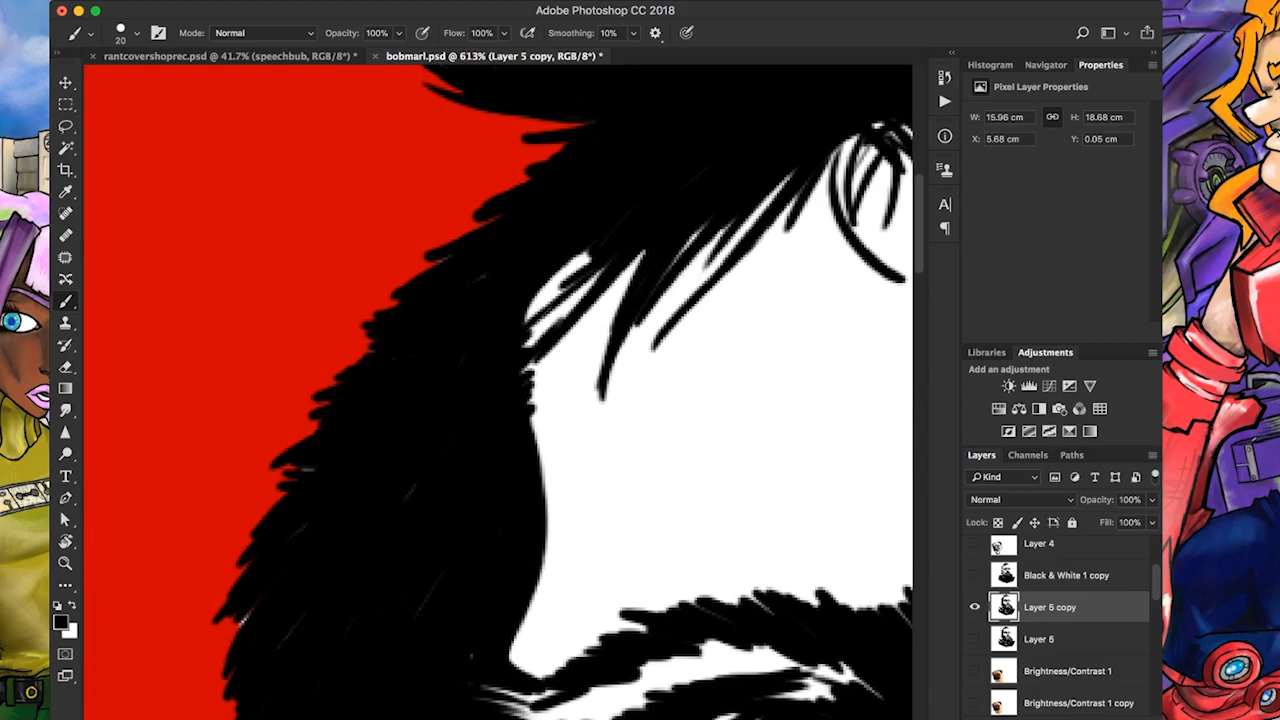 Adobe Photoshop CC 2018
20 Mode: Normal Opacity: 100% Flow: 100% Smoothing: 10%
rantcovershoprec.psd @ 41.7% (speechbub, RGB/8*) * bobmarl.psd @ 613% (Layer 5 copy, RGB/8*) *
Histogram Navigator Properties
Pixel Layer Properties
W: 15.96 cm H: 18.68 cm
X: 5.68 cm Y: 0.05 cm
Libraries Adjustments
Add an adjustment
Layers Channels Paths
Kind
Normal Opacity: 100%
Lock: Fill: 100%
Layer 4
Black & White 1 copy
Layer 5 copy
Layer 5
Brightness/Contrast 1
Brightness/Contrast 1 copy